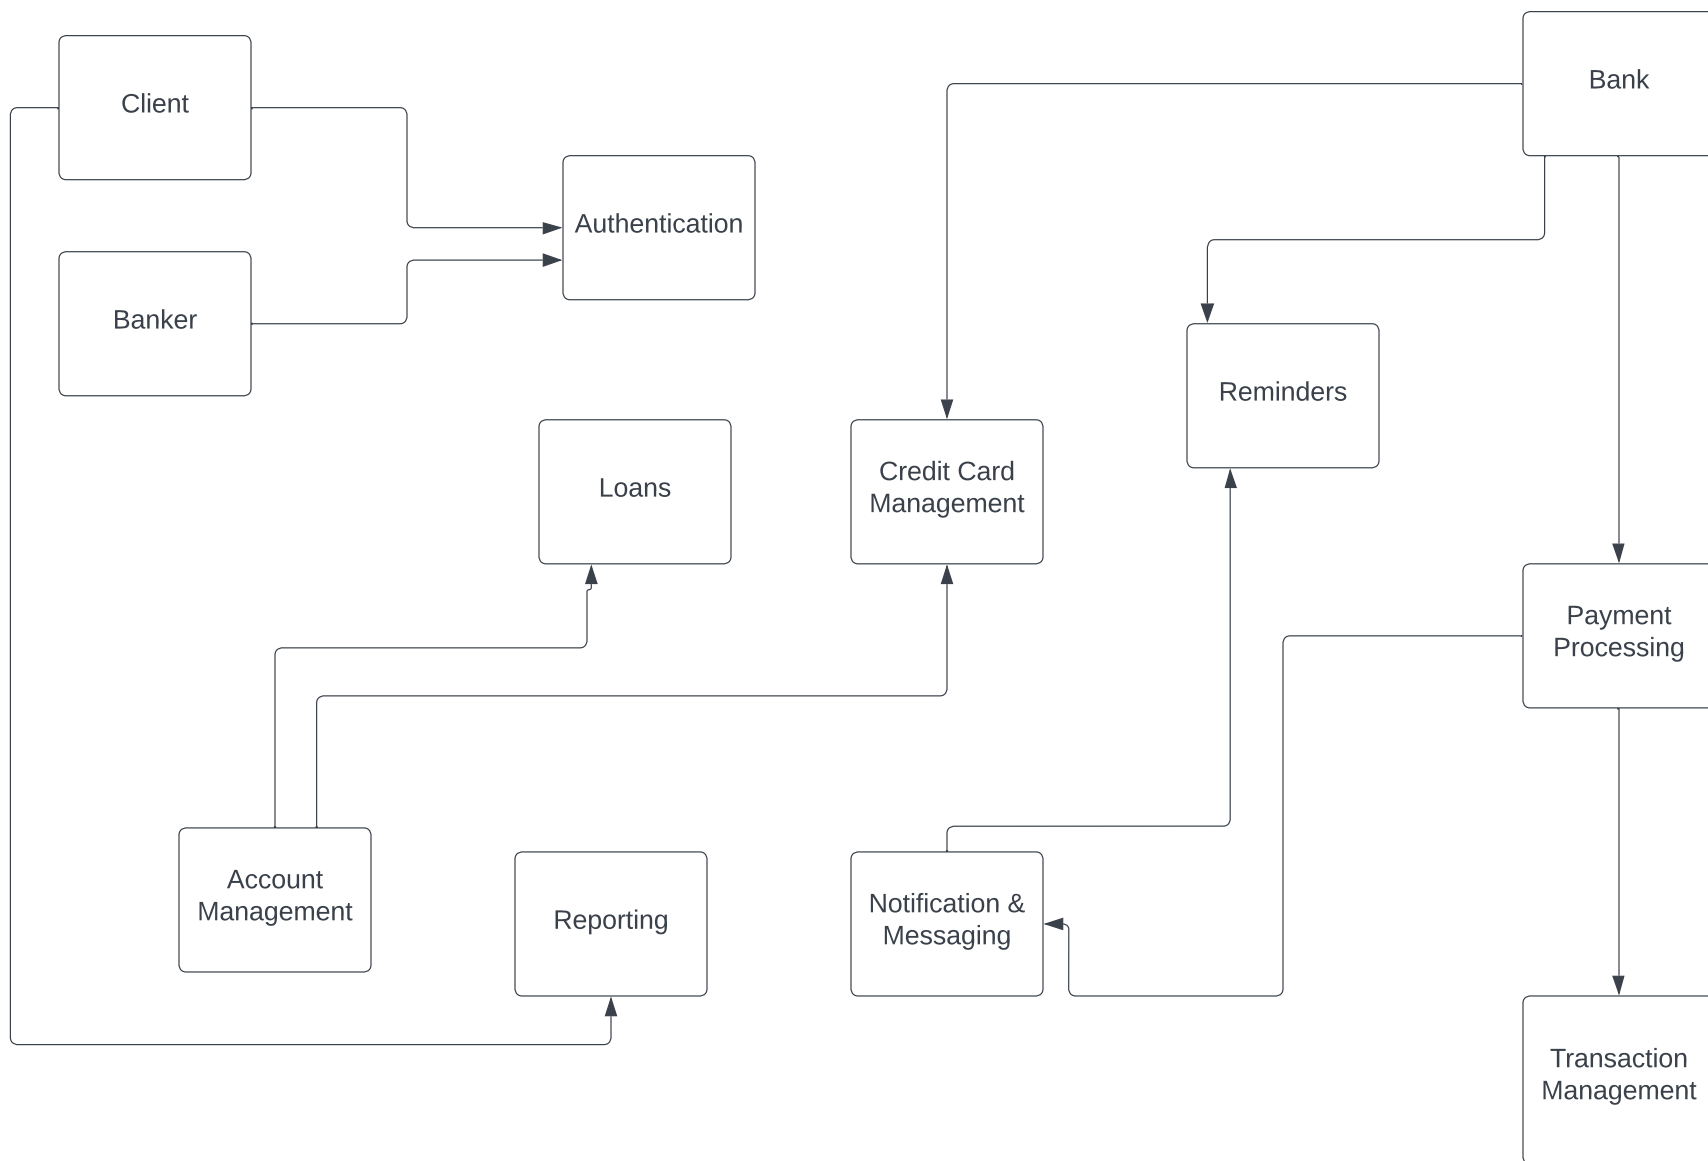 Client
Bank
Authentication
Banker
Reminders
Loans
Credit Card
Management
Payment
Processing
Account
Management
Reporting
Notification &
Messaging
Transaction
Management